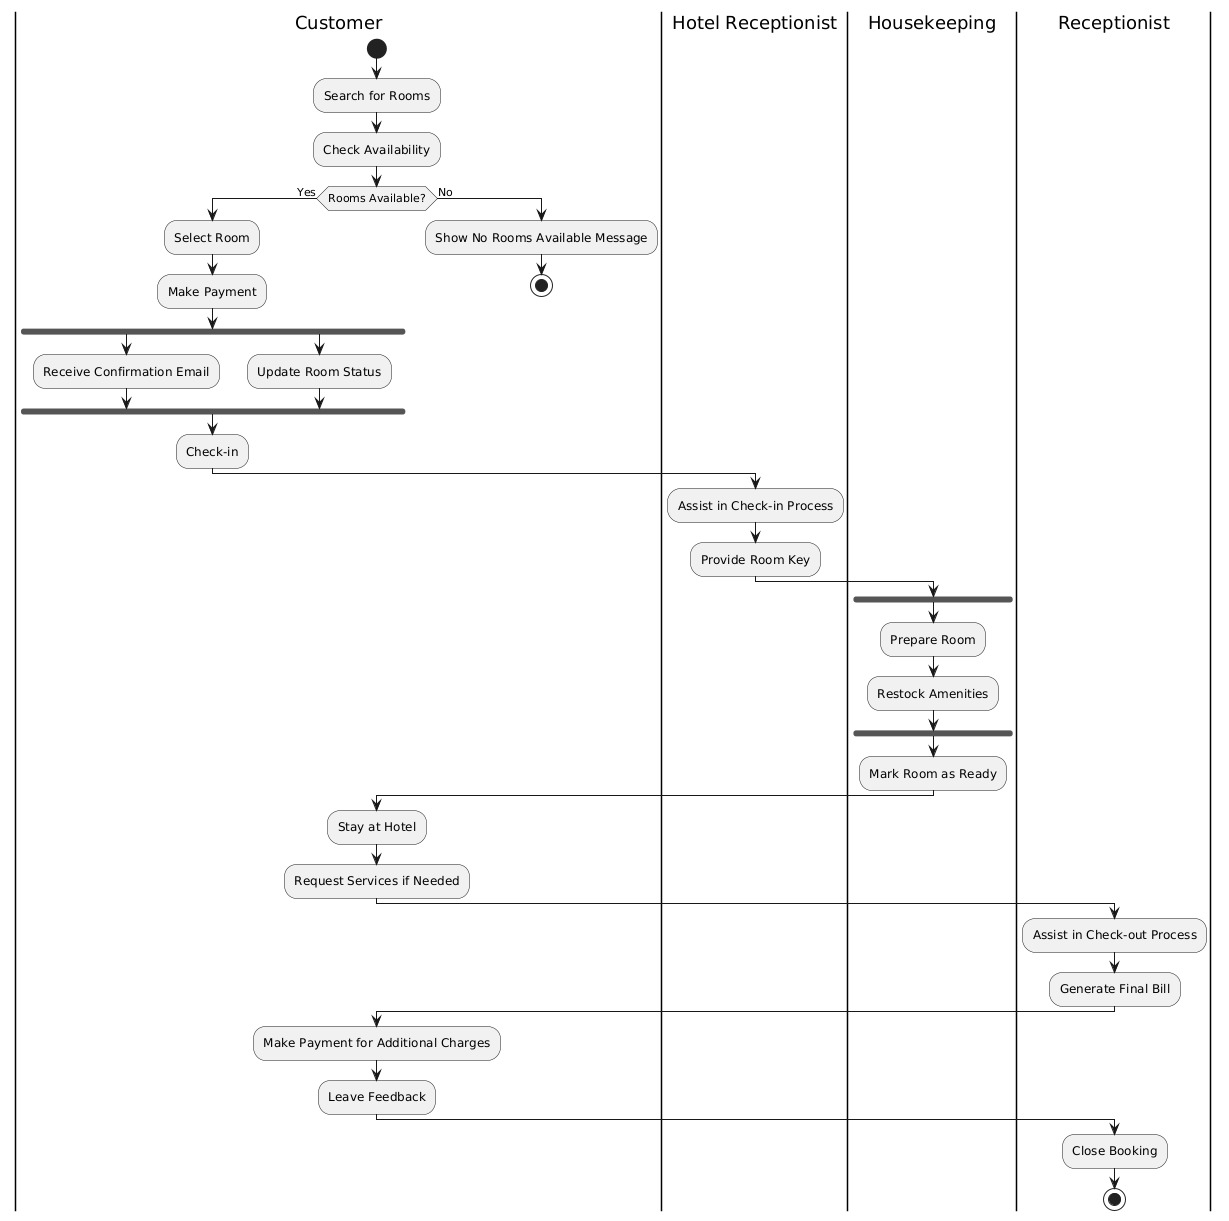 Customer
Hotel Receptionist
Housekeeping
Receptionist
Search for Rooms
Check Availability
Yes
Rooms Available?
No
Select Room
Show No Rooms Available Message
Make Payment
Receive Confirmation Email
Update Room Status
Check-in
Assist in Check-in Process
Provide Room Key
Prepare Room
Restock Amenities
Mark Room as Ready
Stay at Hotel
Request Services if Needed
Assist in Check-out Process
Generate Final Bill
Make Payment for Additional Charges
Leave Feedback
Close Booking